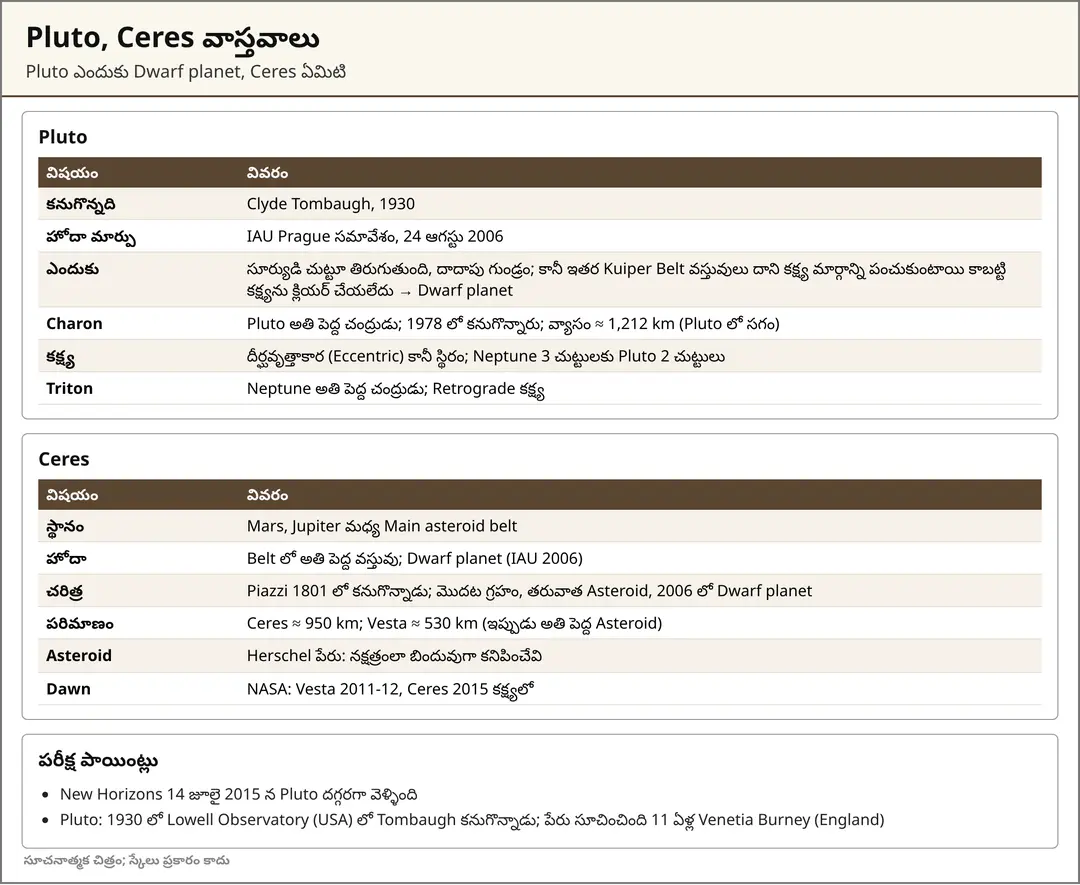 Pluto, Ceres వాస్తవాలు
Pluto ఎందుకు Dwarf planet, Ceres ఏమిటి
Pluto
విషయం వివరం
కనుగొన్నది Clyde Tombaugh, 1930
హోదా మార్పు IAU Prague సమావేశం, 24 ఆగస్టు 2006
ఎందుకు సూర్యుడి చుట్టూ తిరుగుతుంది, దాదాపు గుండ్రం; కానీ ఇతర Kuiper Belt వస్తువులు దాని కక్ష్య మార్గాన్ని పంచుకుంటాయి కాబట్టి
కక్ష్యను క్లియర్ చేయలేదు → Dwarf planet
Charon Pluto అతి పెద్ద చంద్రుడు; 1978 లో కనుగొన్నారు; వ్యాసం ≈ 1,212 km (Pluto లో సగం)
కక్ష్య దీర్ఘవృత్తాకార (Eccentric) కానీ స్థిరం; Neptune 3 చుట్టులకు Pluto 2 చుట్టులు
Triton Neptune అతి పెద్ద చంద్రుడు; Retrograde కక్ష్య
Ceres
విషయం వివరం
స్థానం Mars, Jupiter మధ్య Main asteroid belt
హోదా Belt లో అతి పెద్ద వస్తువు; Dwarf planet (IAU 2006)
చరిత్ర Piazzi 1801 లో కనుగొన్నాడు; మొదట గ్రహం, తరువాత Asteroid, 2006 లో Dwarf planet
పరిమాణం Ceres ≈ 950 km; Vesta ≈ 530 km (ఇప్పుడు అతి పెద్ద Asteroid)
Asteroid Herschel పేరు: నక్షత్రంలా బిందువుగా కనిపించేవి
Dawn NASA: Vesta 2011-12, Ceres 2015 కక్ష్యలో
పరీక్ష పాయింట్లు
• New Horizons 14 జూలై 2015 న Pluto దగ్గరగా వెళ్ళింది
• Pluto: 1930 లో Lowell Observatory (USA) లో Tombaugh కనుగొన్నాడు; పేరు సూచించింది 11 ఏళ్ల Venetia Burney (England)
సూచనాత్మక చిత్రం; స్కేలు ప్రకారం కాదు